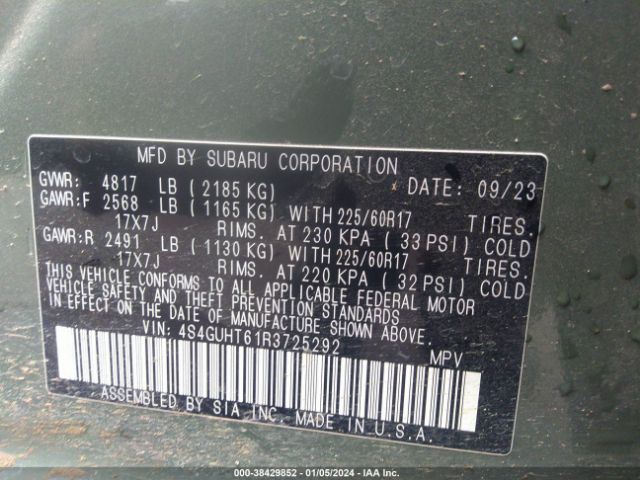 MFD BY SUBARU CORPORATION
GVWR: 4817 LB ( 2185 KG) DATE: 09/23
GAWR:F 2568 LB ( 1165 KG) WITH 225/60R17 TIRES.
17X7J RIMS. AT 230 KPA ( 33 PSI) COLD
GAWR:R 2491 LB ( 1130 KG) WITH 225/60R17 TIRES.
17X7J RIMS. AT 220 KPA ( 32 PSI) COLD
THIS VEHICLE CONFORMS TO ALL APPLICABLE FEDERAL MOTOR
VEHICLE SAFETY AND THEFT PREVENTION STANDARDS
IN EFFECT ON THE DATE OF MANUFACTURE SHOWN ABOVE.
VIN: 4S4GUHT61R3725292 MPV
ASSEMBLED BY SIA INC. MADE IN U.S.A.
000-38429852 - 01/05/2024 - IAA Inc.